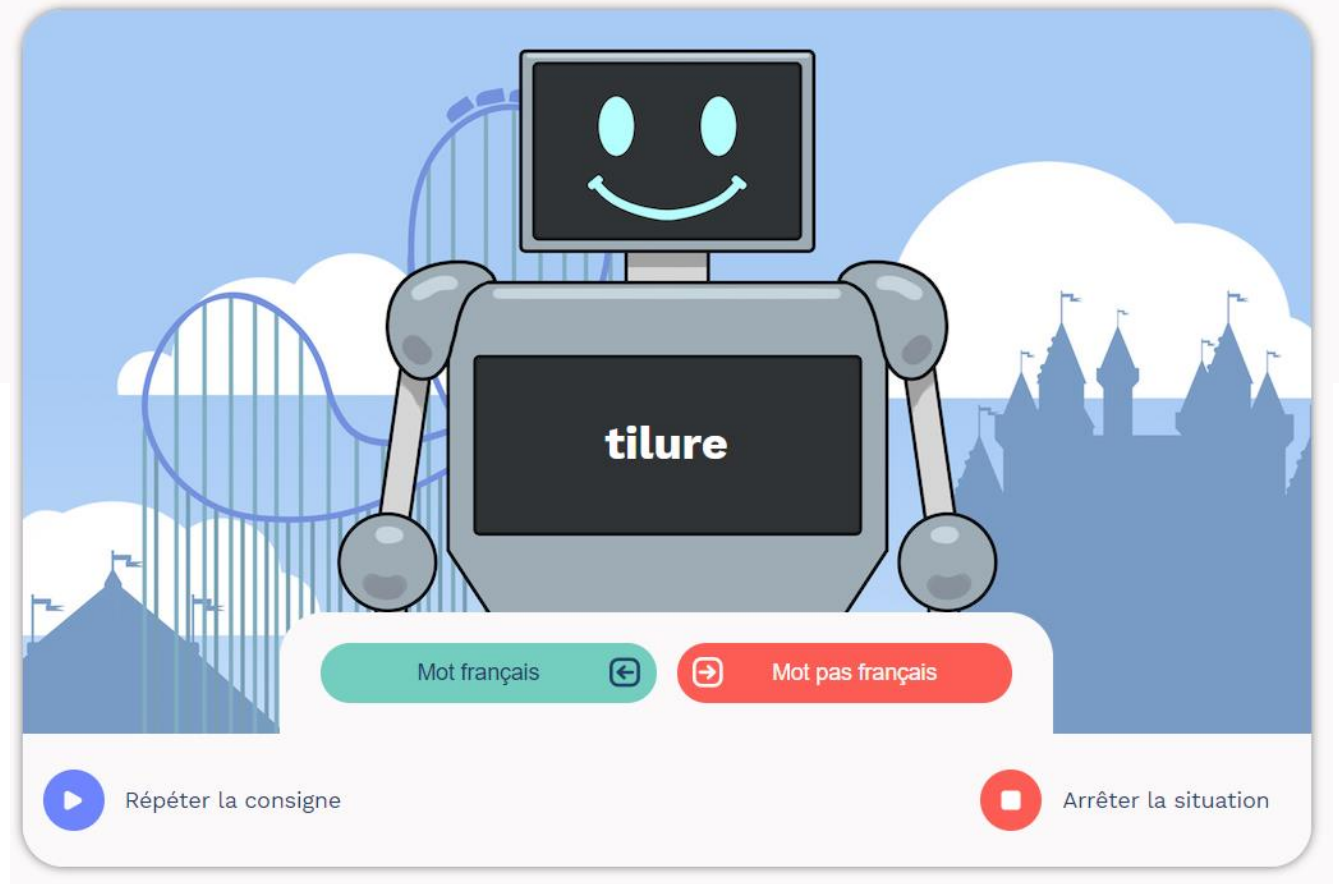 tilure
Mot français
Mot pas français
Répéter la consigne
Arrêter la situation